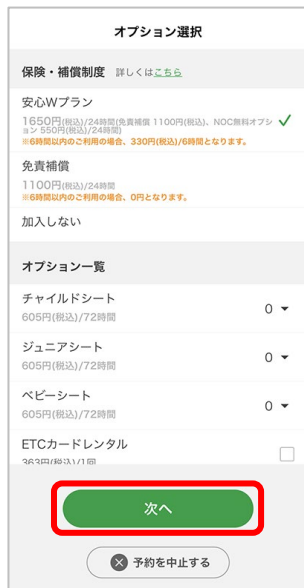 オプション選択
保険・補償制度 詳しくはこちら
安心Wプラン
1650円(税込)/24時間(免責補償 1100円(税込)、NOC無料オプシ
ョン 550円(税込)/24時間)
※6時間以内のご利用の場合、330円(税込)/6時間となります。
免責補償
1100円(税込)/24時間
※6時間以内のご利用の場合、0円となります。
加入しない
オプション一覧
チャイルドシート
605円(税込)/72時間
0
ジュニアシート
605円(税込)/72時間
0
ベビーシート
605円(税込)/72時間
0
ETCカードレンタル
363円(税込)/1回
次へ
予約を中止する